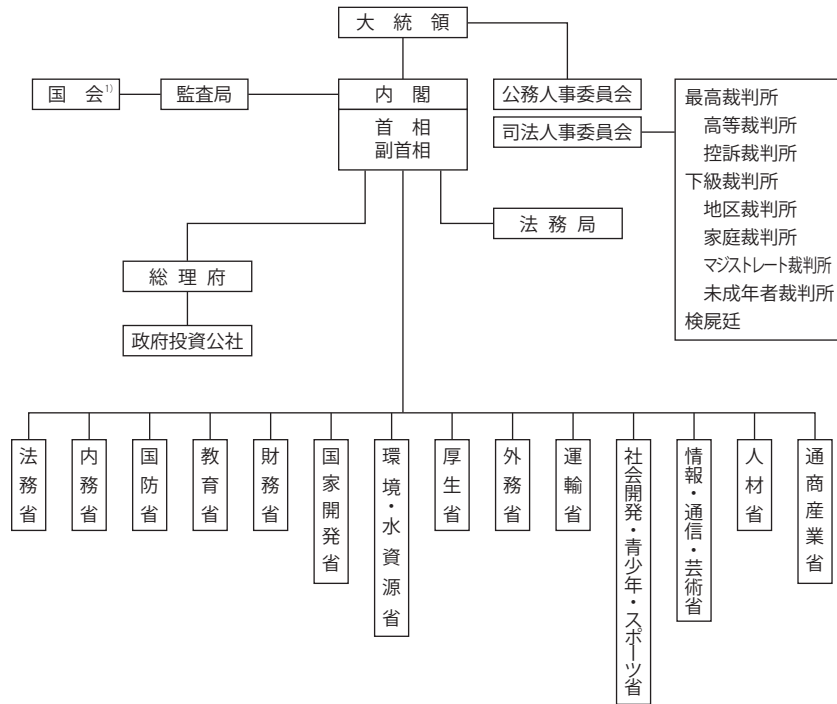 大統領
国会1)
監査局
内閣
首相
副首相
公務人事委員会
司法人事委員会
最高裁判所
高等裁判所
控訴裁判所
下級裁判所
地区裁判所
家庭裁判所
マジストレート裁判所
未成年者裁判所
検屍廷
法務局
総理府
政府投資公社
法務省
内務省
国防省
教育省
財務省
国家開発省
環境・水資源省
厚生省
外務省
運輸省
社会開発・青少年・スポーツ省
情報・通信・芸術省
人材省
通商産業省